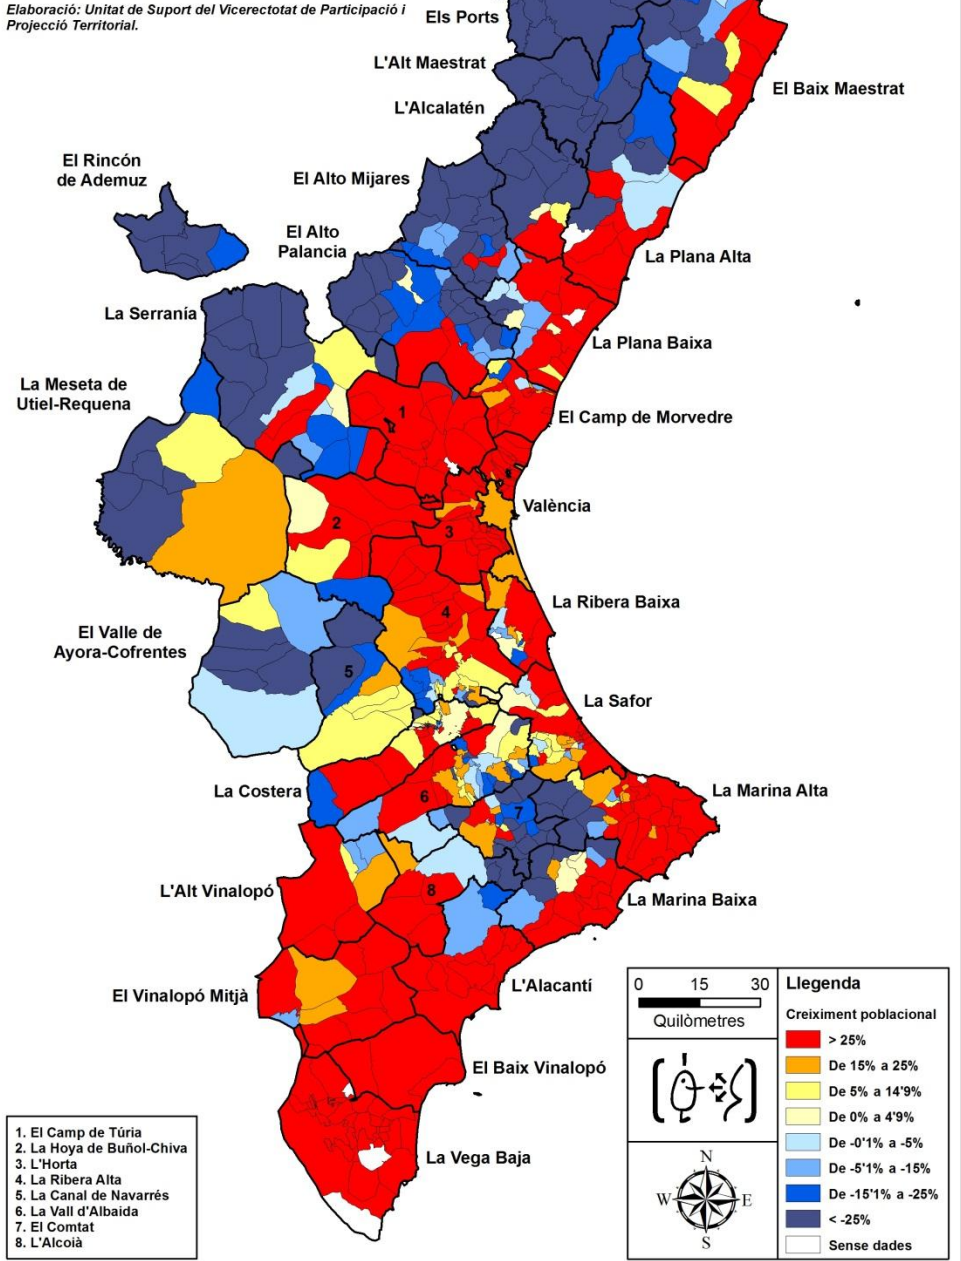 Elaboració: Unitat de Suport del Vicerectotat de Participació i
Projecció Territorial.
Els Ports
L'Alt Maestrat
El Baix Maestrat
L'Alcalatén
El Rincón
de Ademuz
El Alto Mijares
El Alto
Palancia
La Plana Alta
La Serranía
La Plana Baixa
La Meseta de
Utiel-Requena
1
El Camp de Morvedre
València
2
3
La Ribera Baixa
4
El Valle de
Ayora-Cofrentes
5
La Safor
La Costera
6
La Marina Alta
7
L'Alt Vinalopó
8
La Marina Baixa
El Vinalopó Mitjà
L'Alacantí
El Baix Vinalopó
La Vega Baja
1. El Camp de Túria
2. La Hoya de Buñol-Chiva
3. L'Horta
4. La Ribera Alta
5. La Canal de Navarrés
6. La Vall d'Albaida
7. El Comtat
8. L'Alcoià
0 15 30
Quilòmetres
N
W E
S
Llegenda
Creiximent poblacional
> 25%
De 15% a 25%
De 5% a 14'9%
De 0% a 4'9%
De -0'1% a -5%
De -5'1% a -15%
De -15'1% a -25%
< -25%
Sense dades